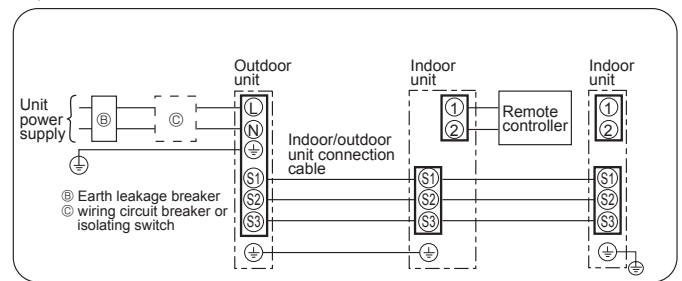 Outdoor
unit
Indoor
unit
Indoor
unit
Unit
power
supply
Ⓑ
Ⓒ
L
N
1
2
Remote
controller
1
2
Indoor/outdoor
unit connection
cable
S1
S2
S3
S1
S2
S3
S1
S2
S3
Ⓑ Earth leakage breaker
Ⓒ wiring circuit breaker or
isolating switch